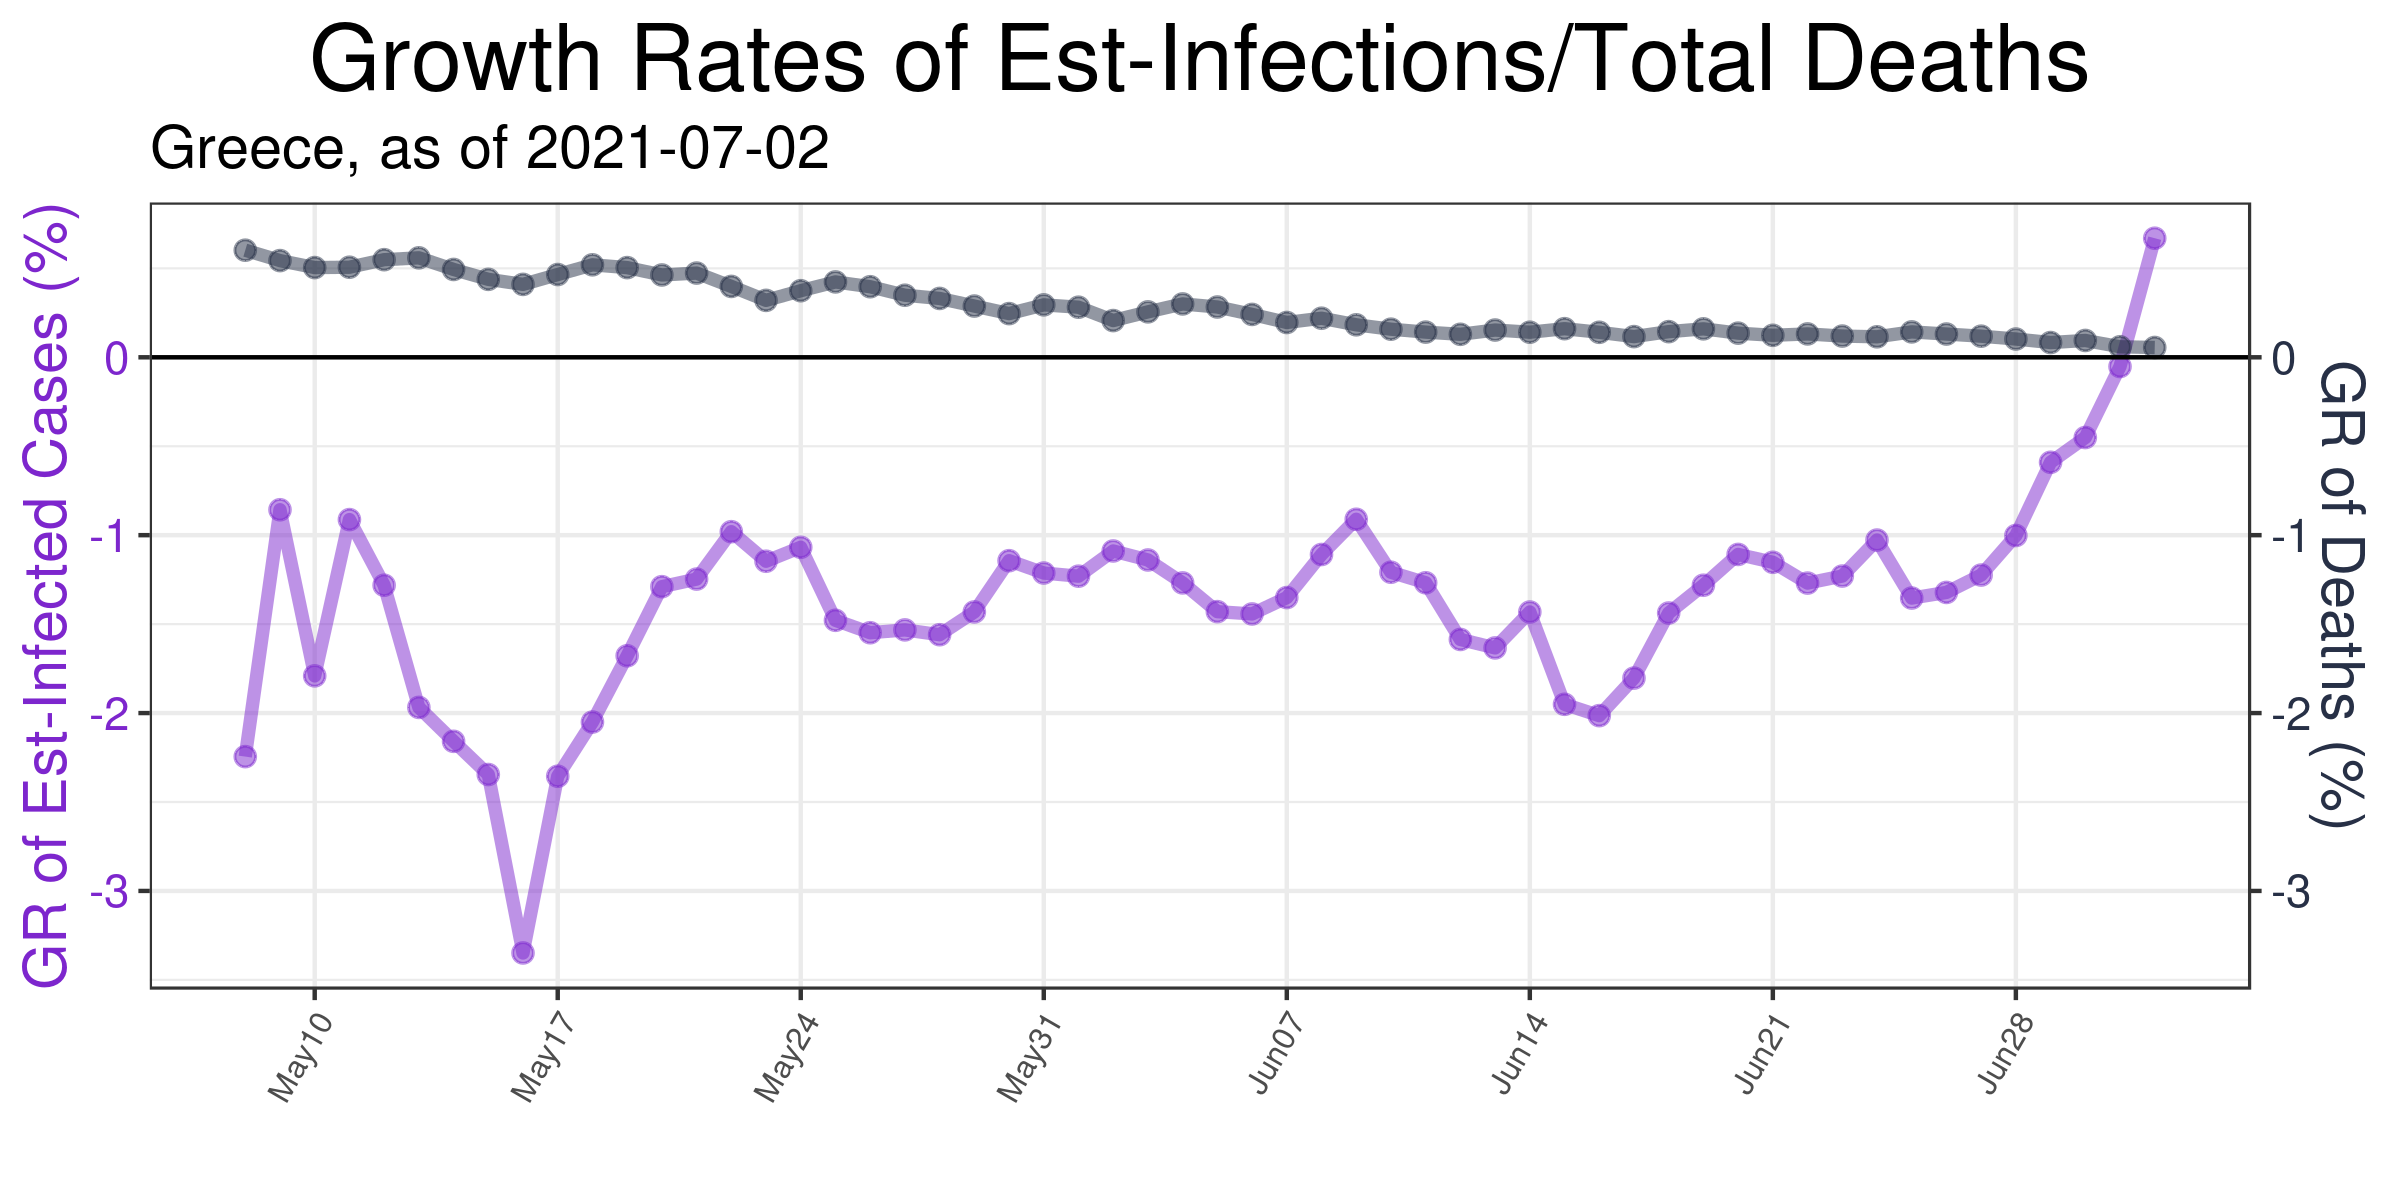 Growth Rates of Est-Infections/Total Deaths
Greece, as of 2021-07-02
GR of Est-Infected Cases (%)
0
-1
-2
-3
0
-1
-2
-3
GR of Deaths (%)
May10
May17
May24
May31
Jun07
Jun14
Jun21
Jun28